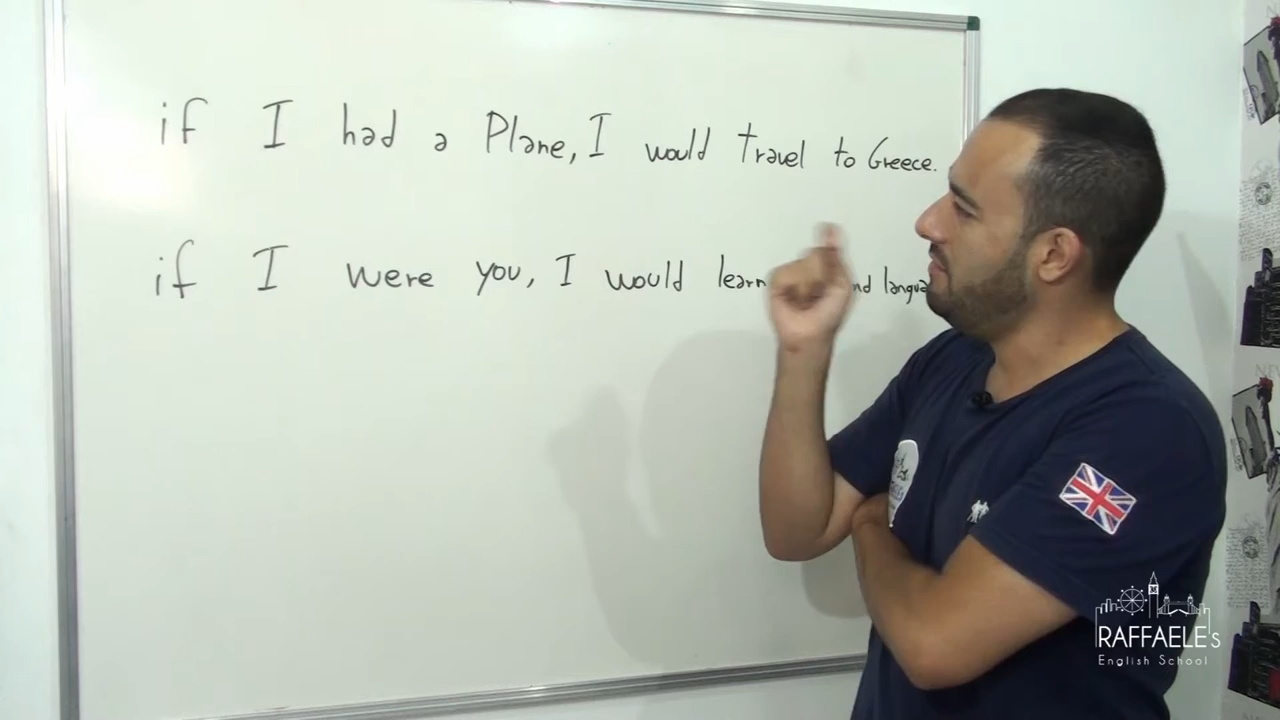 if I had a Plane, I would travel to Greece.
if I were you, I would learn
RAFFAELE's
English School